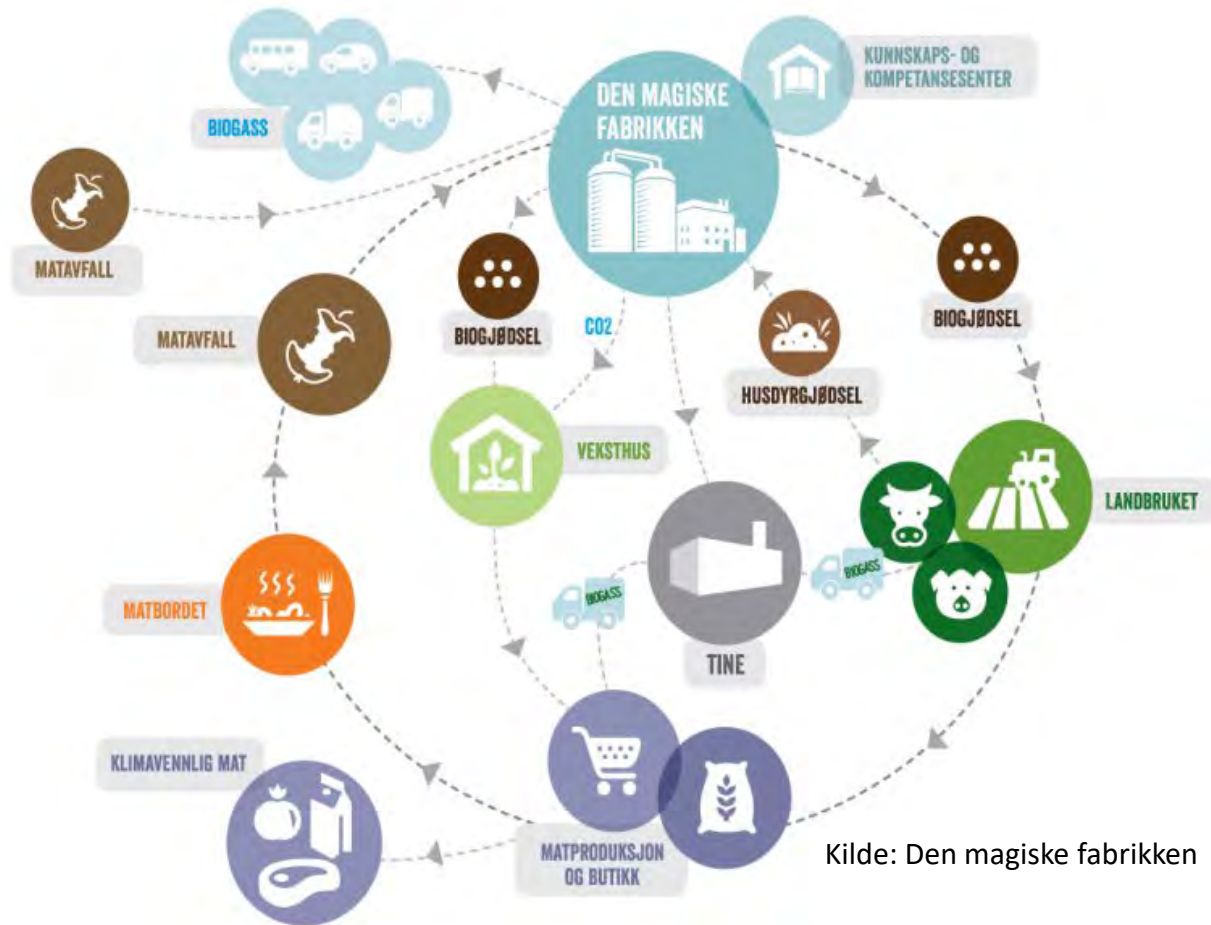 DEN MAGISKE
FABRIKKEN
KUNNSKAPS- OG
KOMPETANSESENTER
BIOGASS
MATAVFALL
MATAVFALL
BIOGJØDSEL
CO2
HUSDYRGJØDSEL
BIOGJØDSEL
VEKSTHUS
LANDBRUKET
BIOGASS
BIOGASS
MATBORDET
TINE
KLIMAVENNLIG MAT
MATPRODUKSJON
OG BUTIKK
Kilde: Den magiske fabrikken